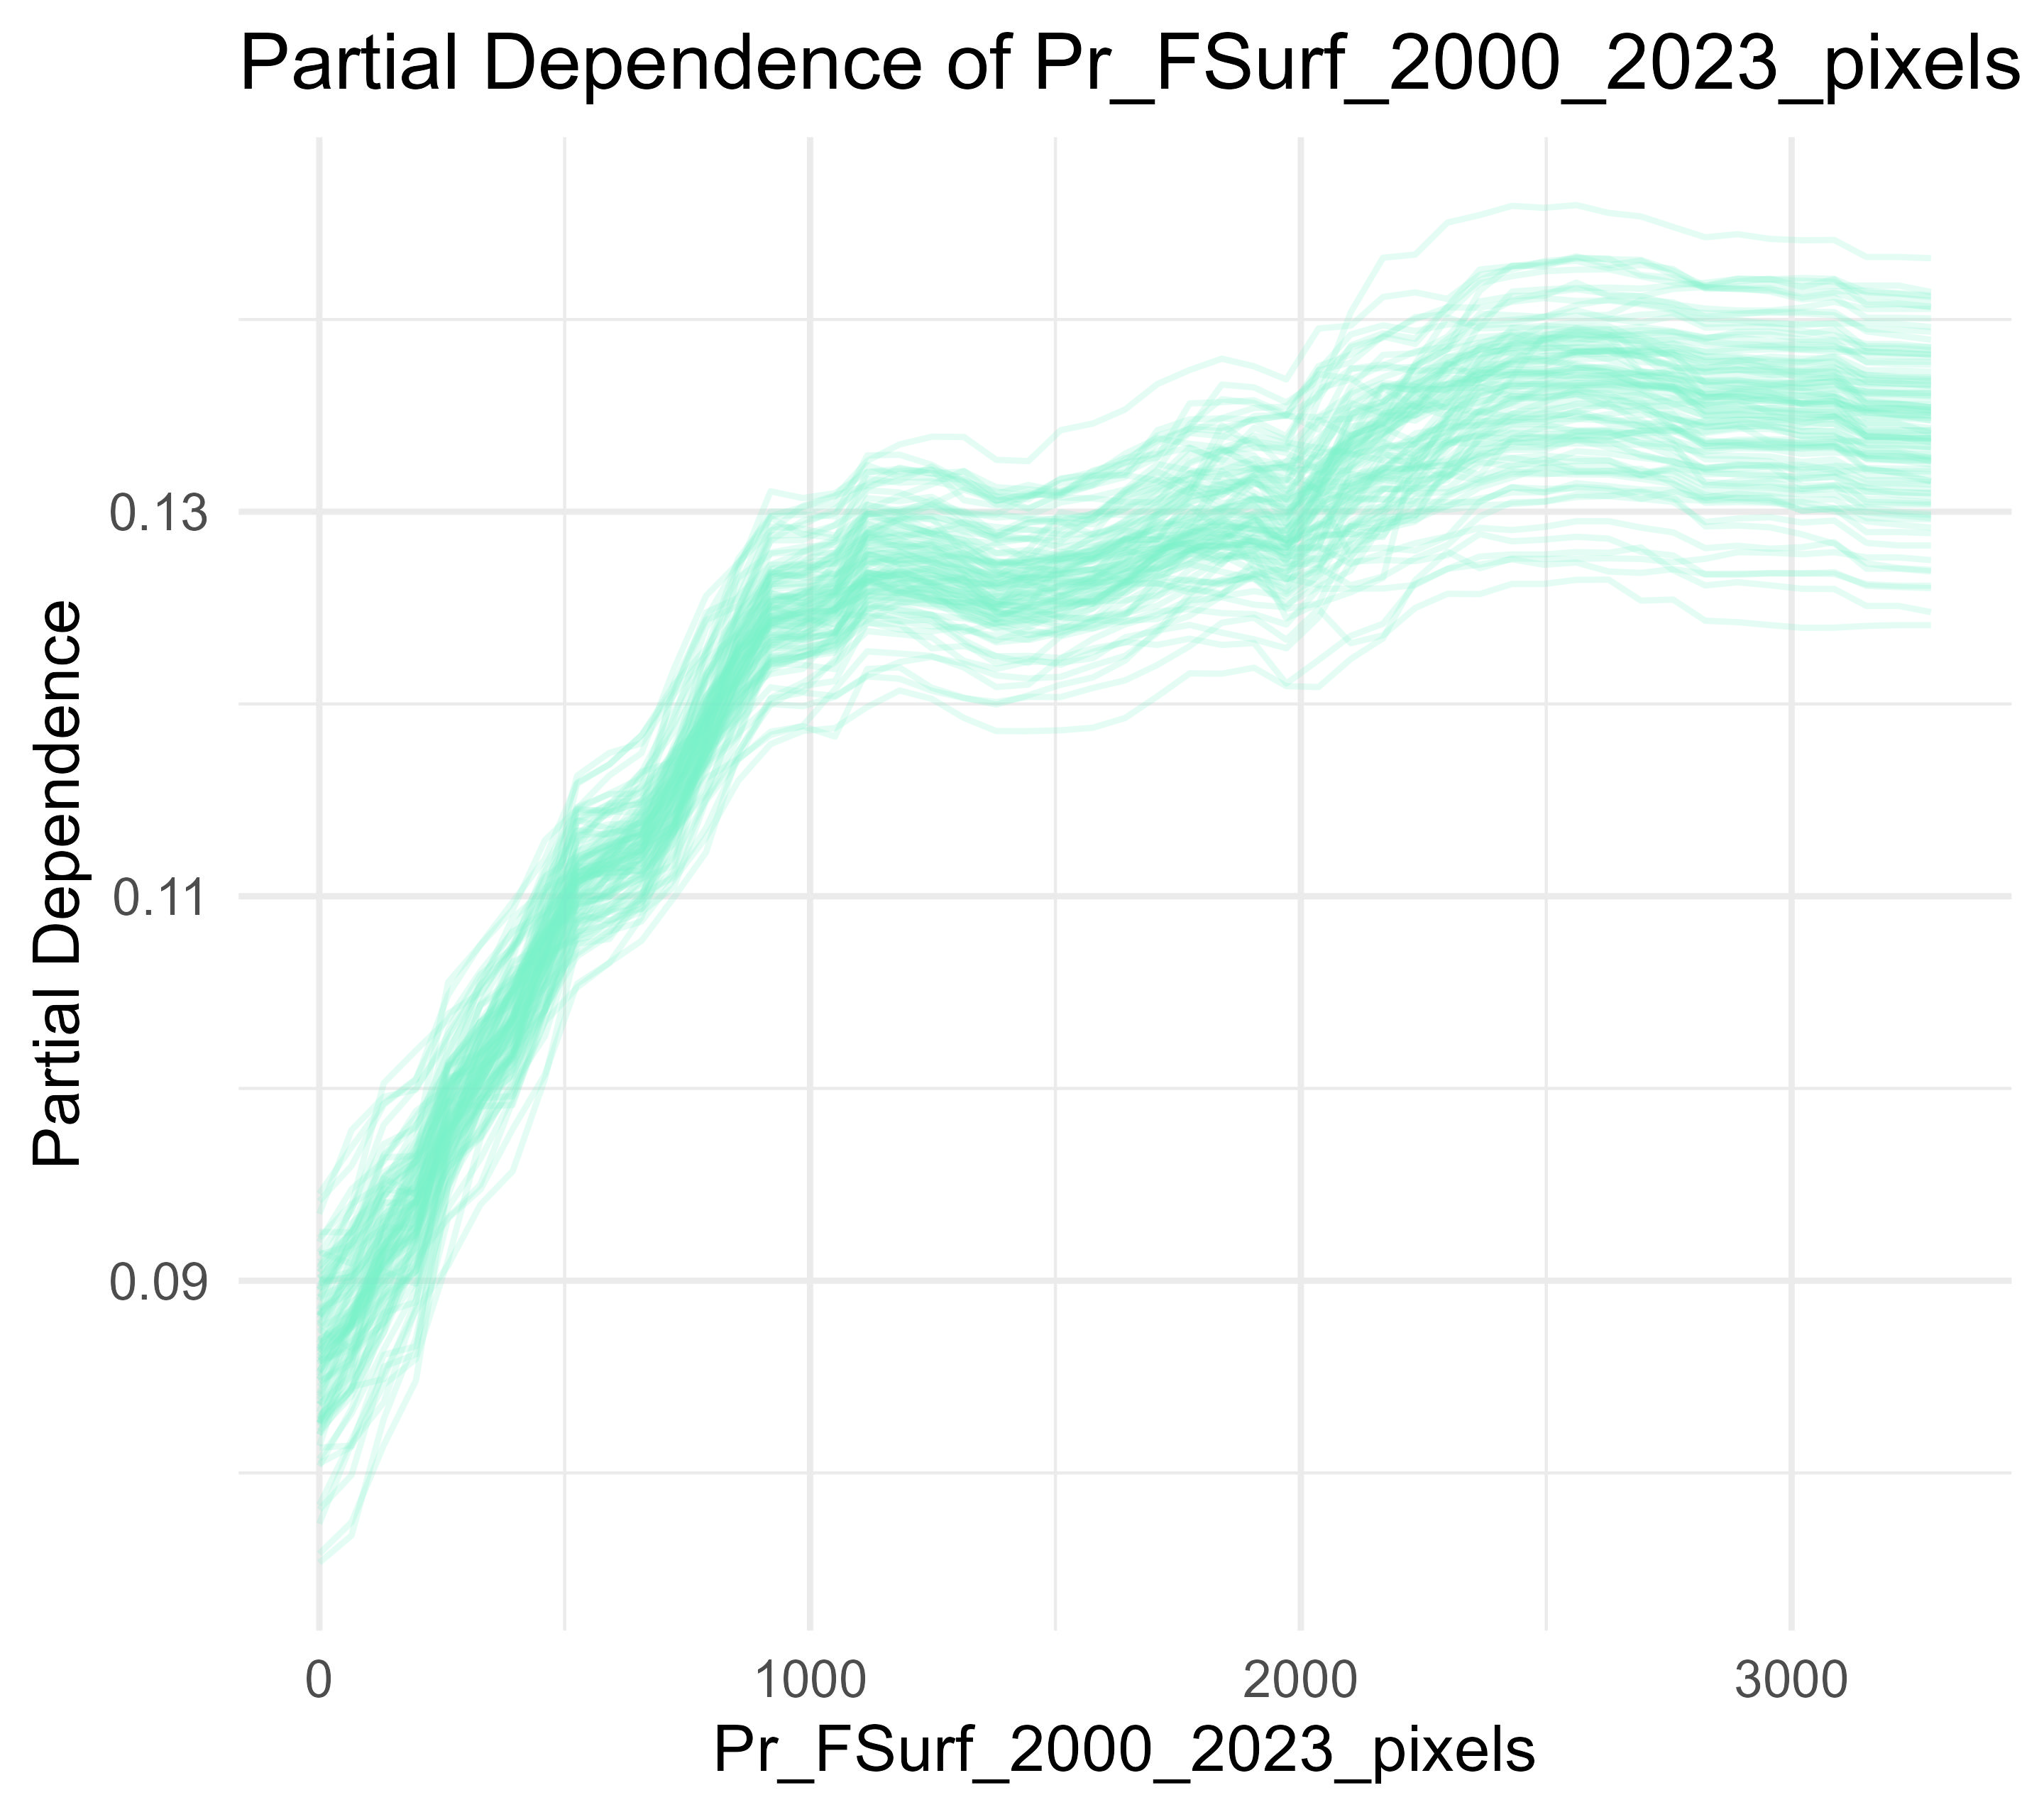 Partial Dependence of Pr_FSurf_2000_2023_pixels
Partial Dependence
0.13
0.11
0.09
0 1000 2000 3000
Pr_FSurf_2000_2023_pixels